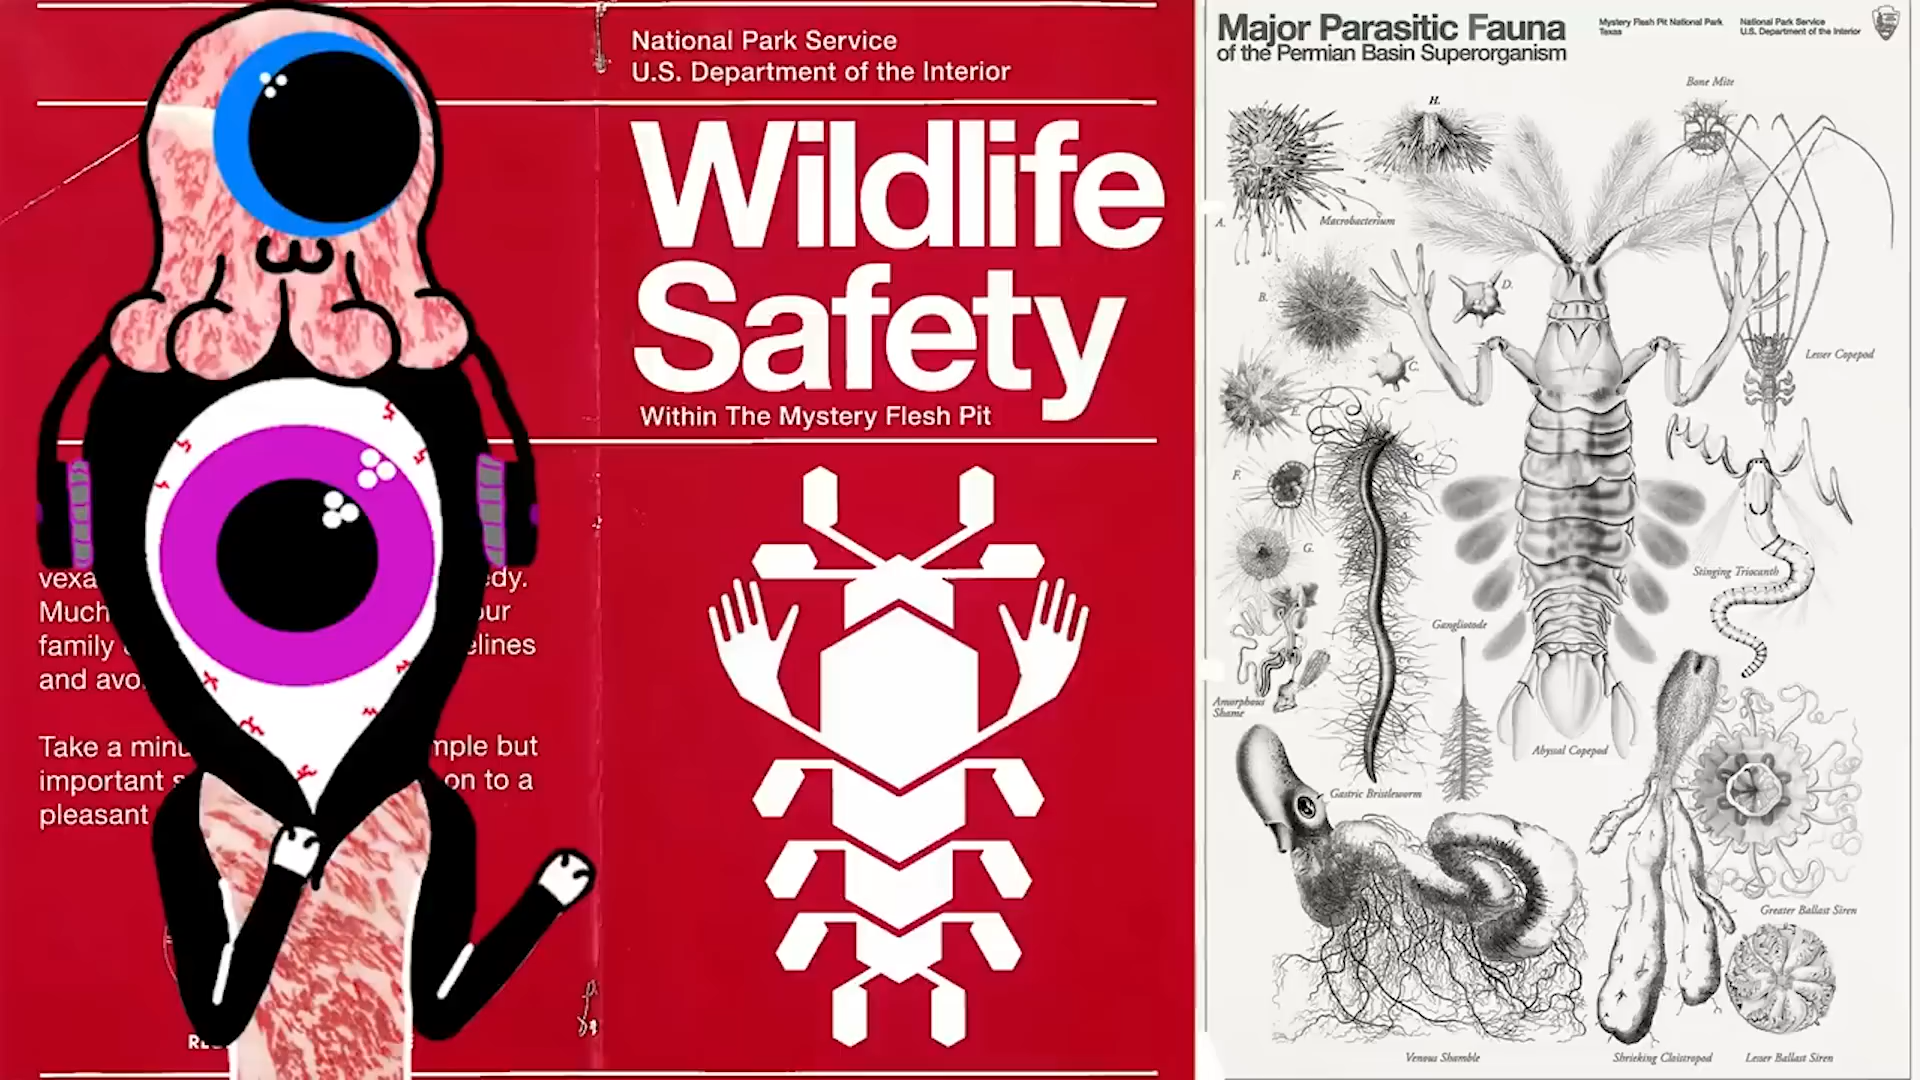 National Park Service
U.S. Department of the Interior
Wildlife
Safety
Within The Mystery Flesh Pit
vexa
edy.
Much
our
family
elines
and avo
Take a minu
mple but
important s
on to a
pleasant
Major Parasitic Fauna
of the Permian Basin Superorganism
Mystery Flesh Pit National Park
Texas
National Park Service
U.S. Department of the Interior
Bone Mite
H.
A.
Macrobacterium
B.
D.
C.
Lesser Copepod
E.
F.
G.
Stinging Triocanth
Gangliotode
Amorphous
Shame
Abyssal Copepod
Gastric Bristleworm
Greater Ballast Siren
Venous Shamble
Shrieking Cloistropod
Lesser Ballast Siren